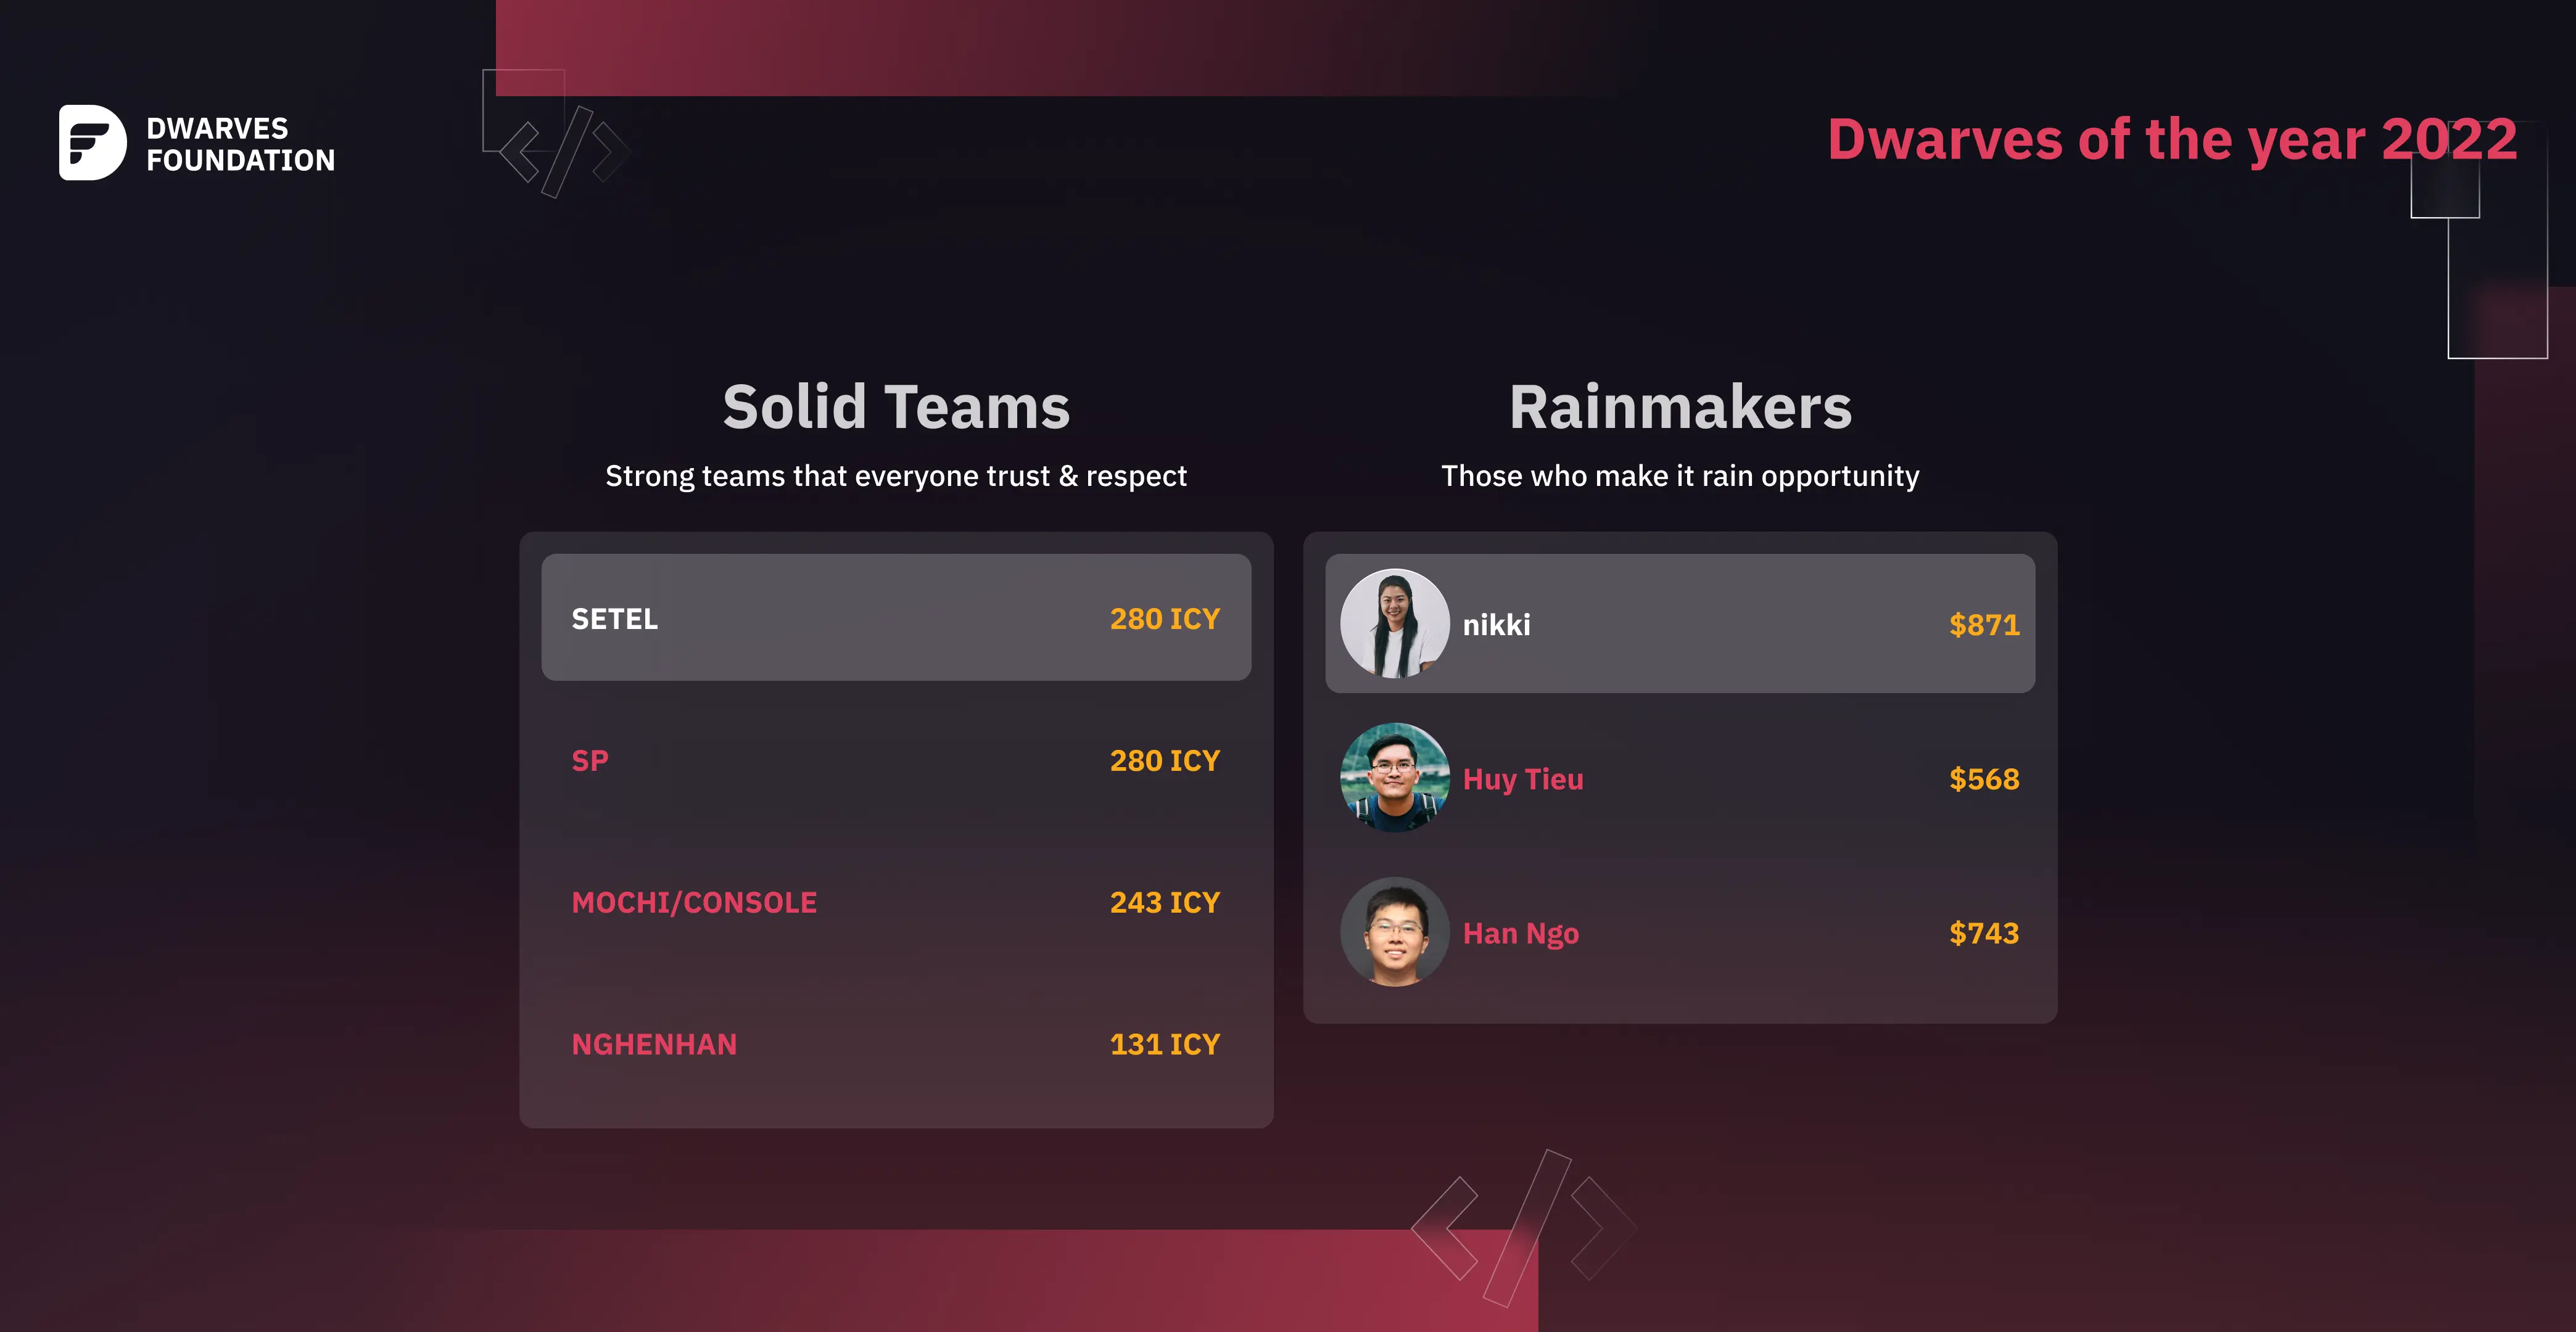 DWARVES
FOUNDATION
Dwarves of the year 2022
Solid Teams
Strong teams that everyone trust & respect
SETEL 280 ICY
SP 280 ICY
MOCHI/CONSOLE 243 ICY
NGHENHAN 131 ICY
Rainmakers
Those who make it rain opportunity
nikki $871
Huy Tieu $568
Han Ngo $743